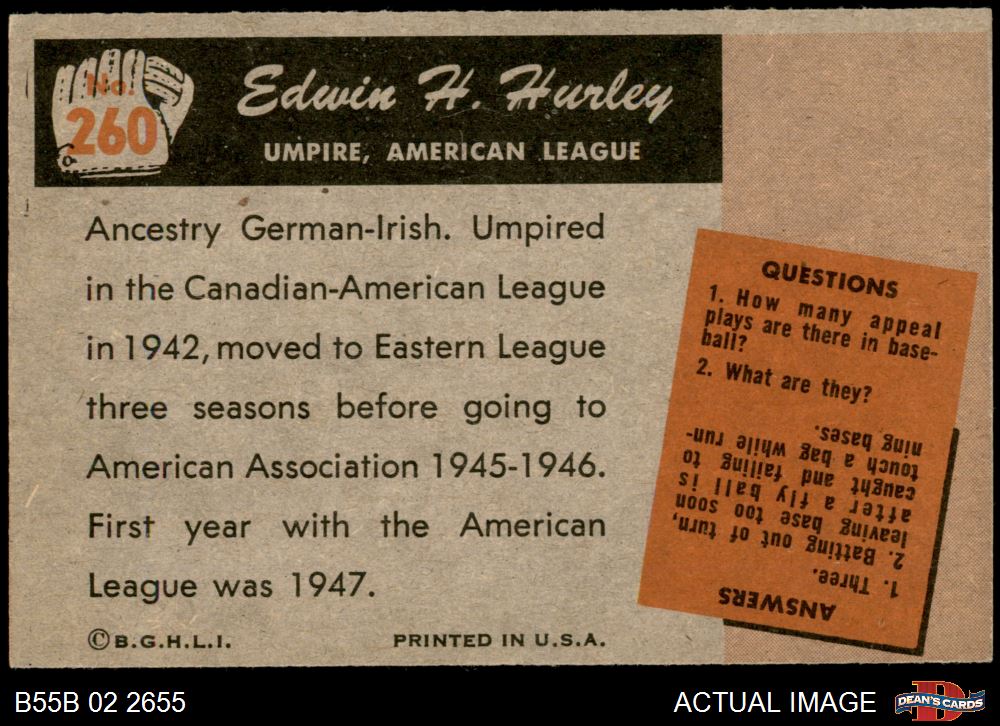 No.
260
Edwin H. Hurley
UMPIRE, AMERICAN LEAGUE
Ancestry German-Irish. Umpired
in the Canadian-American League
in 1942, moved to Eastern League
three seasons before going to
American Association 1945-1946.
First year with the American
League was 1947.
©B.G.H.L.I.
PRINTED IN U.S.A.
QUESTIONS
1. How many appeal
plays are there in base-
ball?
2. What are they?
ANSWERS
1. Three.
2. Batting out of turn,
leaving base too soon
after a fly ball is
caught and failing to
touch a bag while run-
ning bases.
B55B 02 2655
ACTUAL IMAGE
D
DEAN'S CARDS